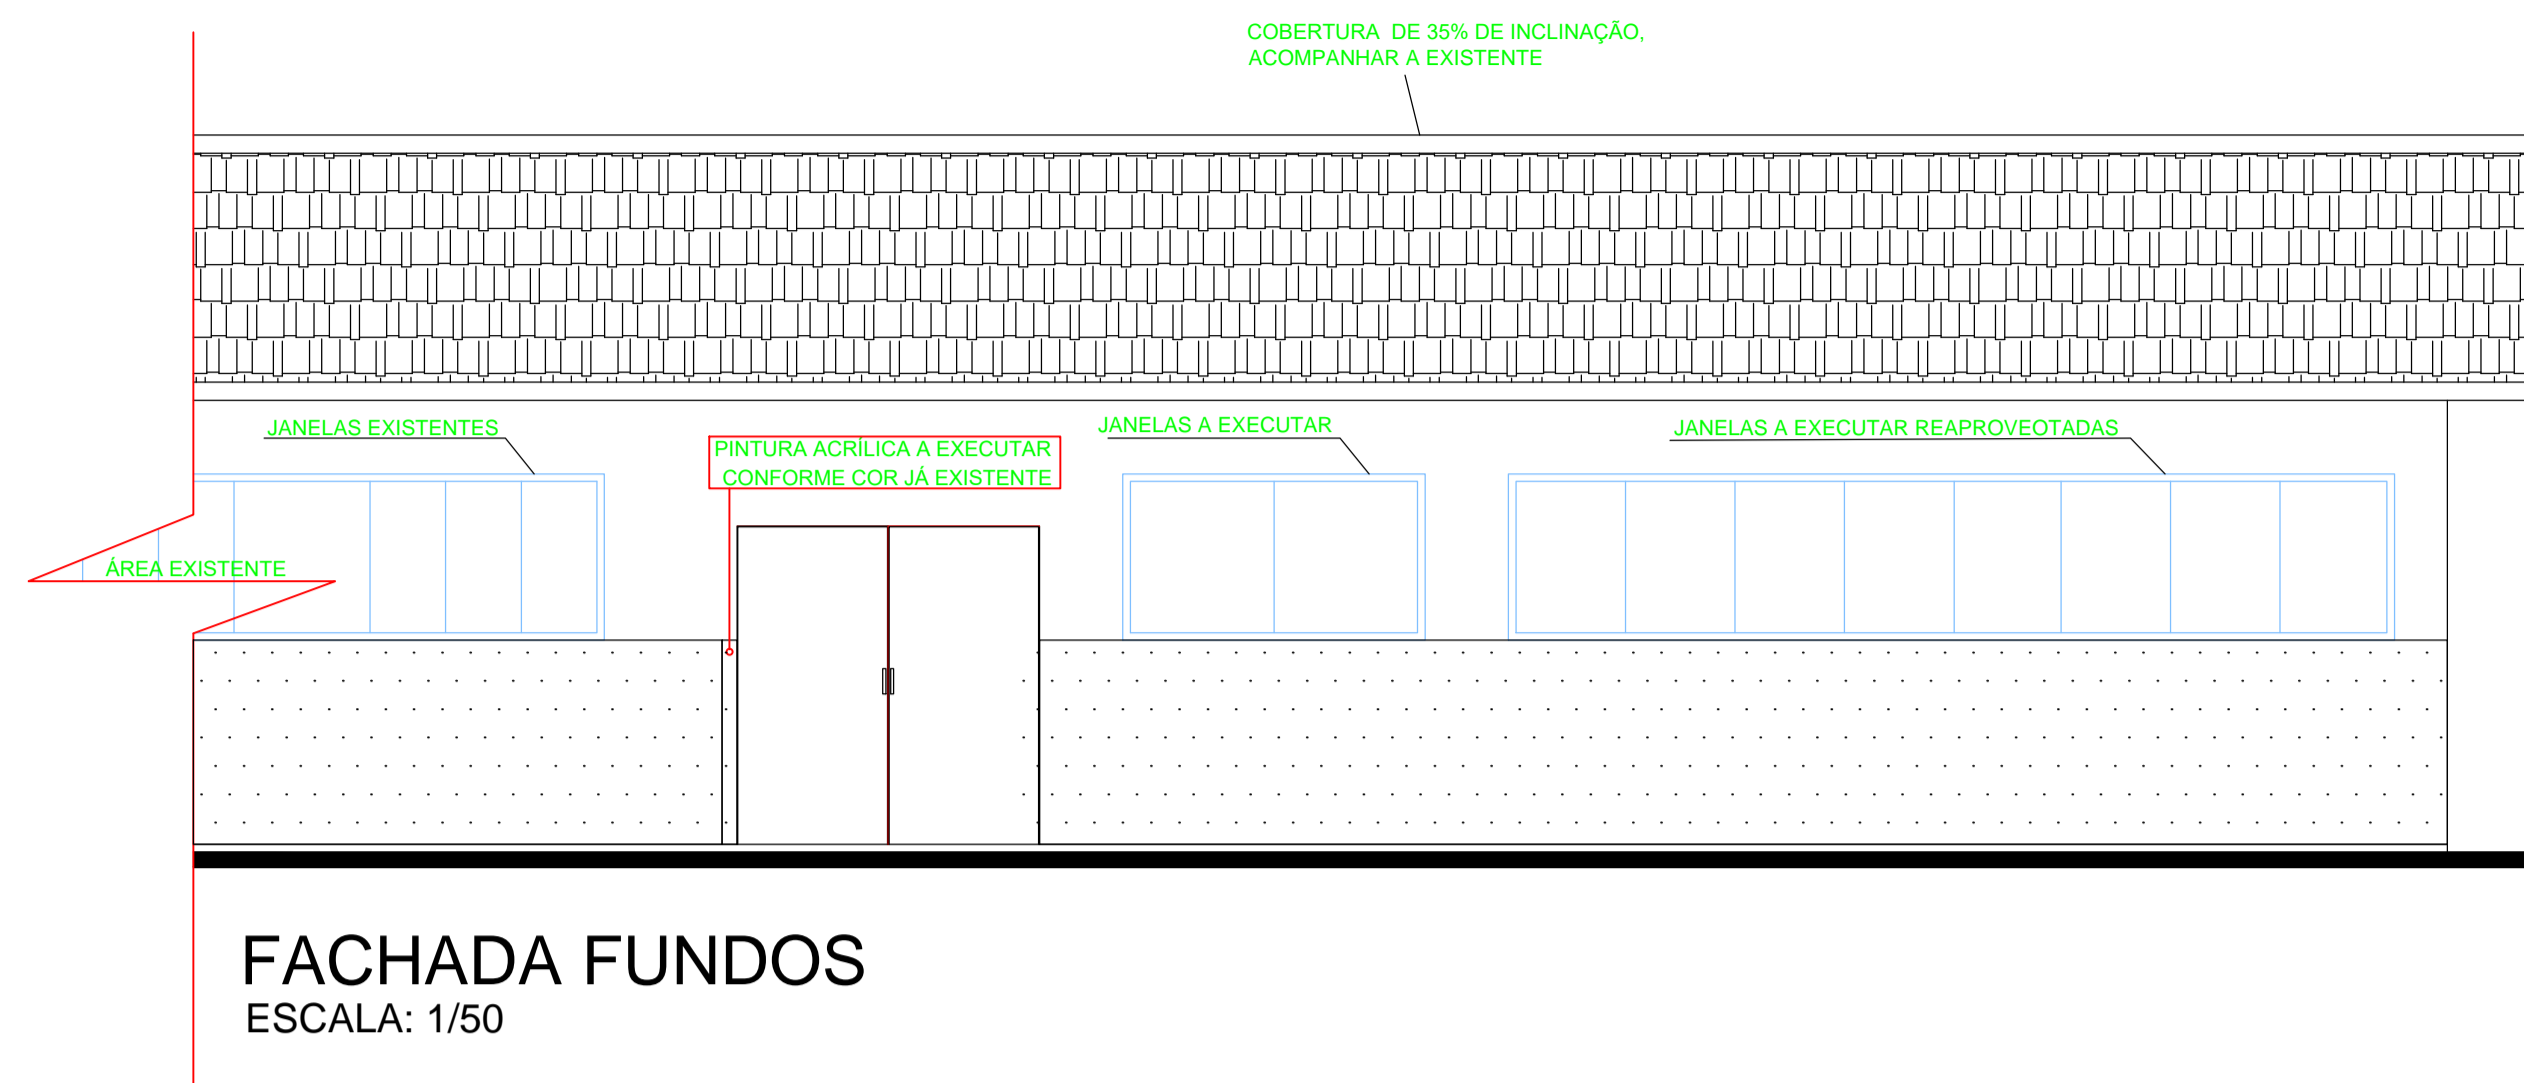 COBERTURA DE 35% DE INCLINAÇÃO,
ACOMPANHAR A EXISTENTE
JANELAS EXISTENTES
PINTURA ACRÍLICA A EXECUTAR
CONFORME COR JÁ EXISTENTE
JANELAS A EXECUTAR
JANELAS A EXECUTAR REAPROVEOTADAS
ÁREA EXISTENTE
FACHADA FUNDOS
ESCALA: 1/50